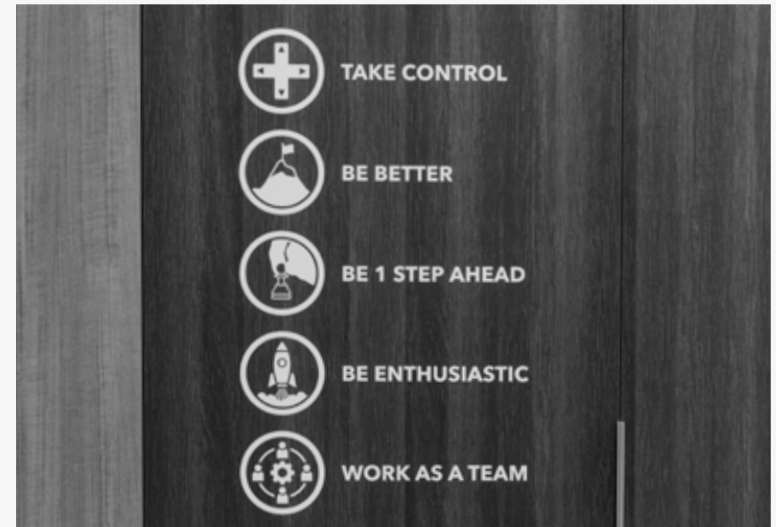 TAKE CONTROL
BE BETTER
BE 1 STEP AHEAD
BE ENTHUSIASTIC
WORK AS A TEAM